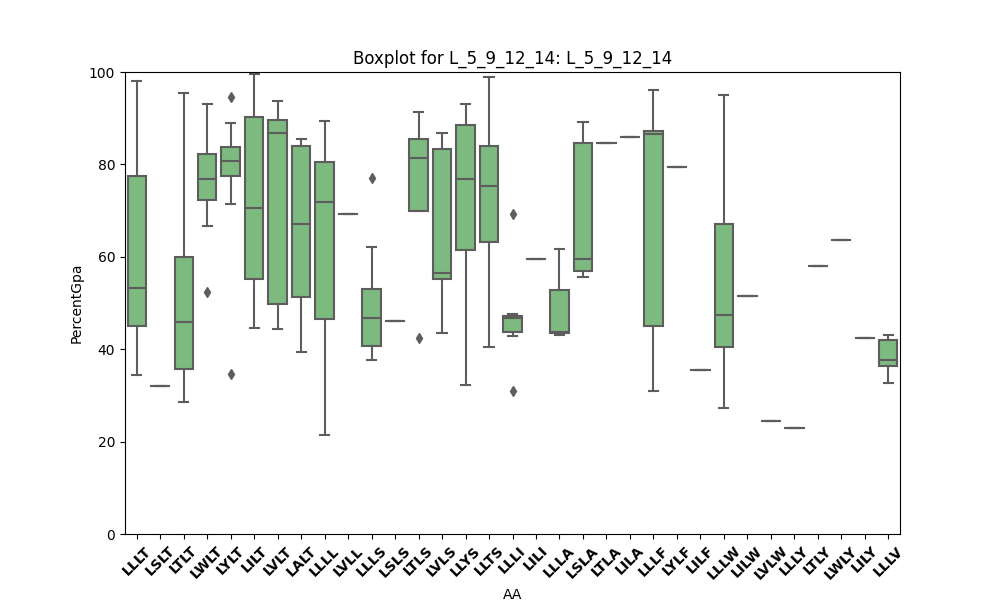 Boxplot for L_5_9_12_14: L_5_9_12_14
PercentGpa
100
80
60
40
20
0
LLLT LSLT LTLT LWLT LYLT LILT LVLT LALT LLLL LVLL LLLS LSLS LTLS LVLS LLYS LLTS LLLI LILI LLLA LSLA LTLA LILA LLLF LYLF LILF LLLW LILW LVLW LLLY LTLY LWLY LILY LLLV
AA